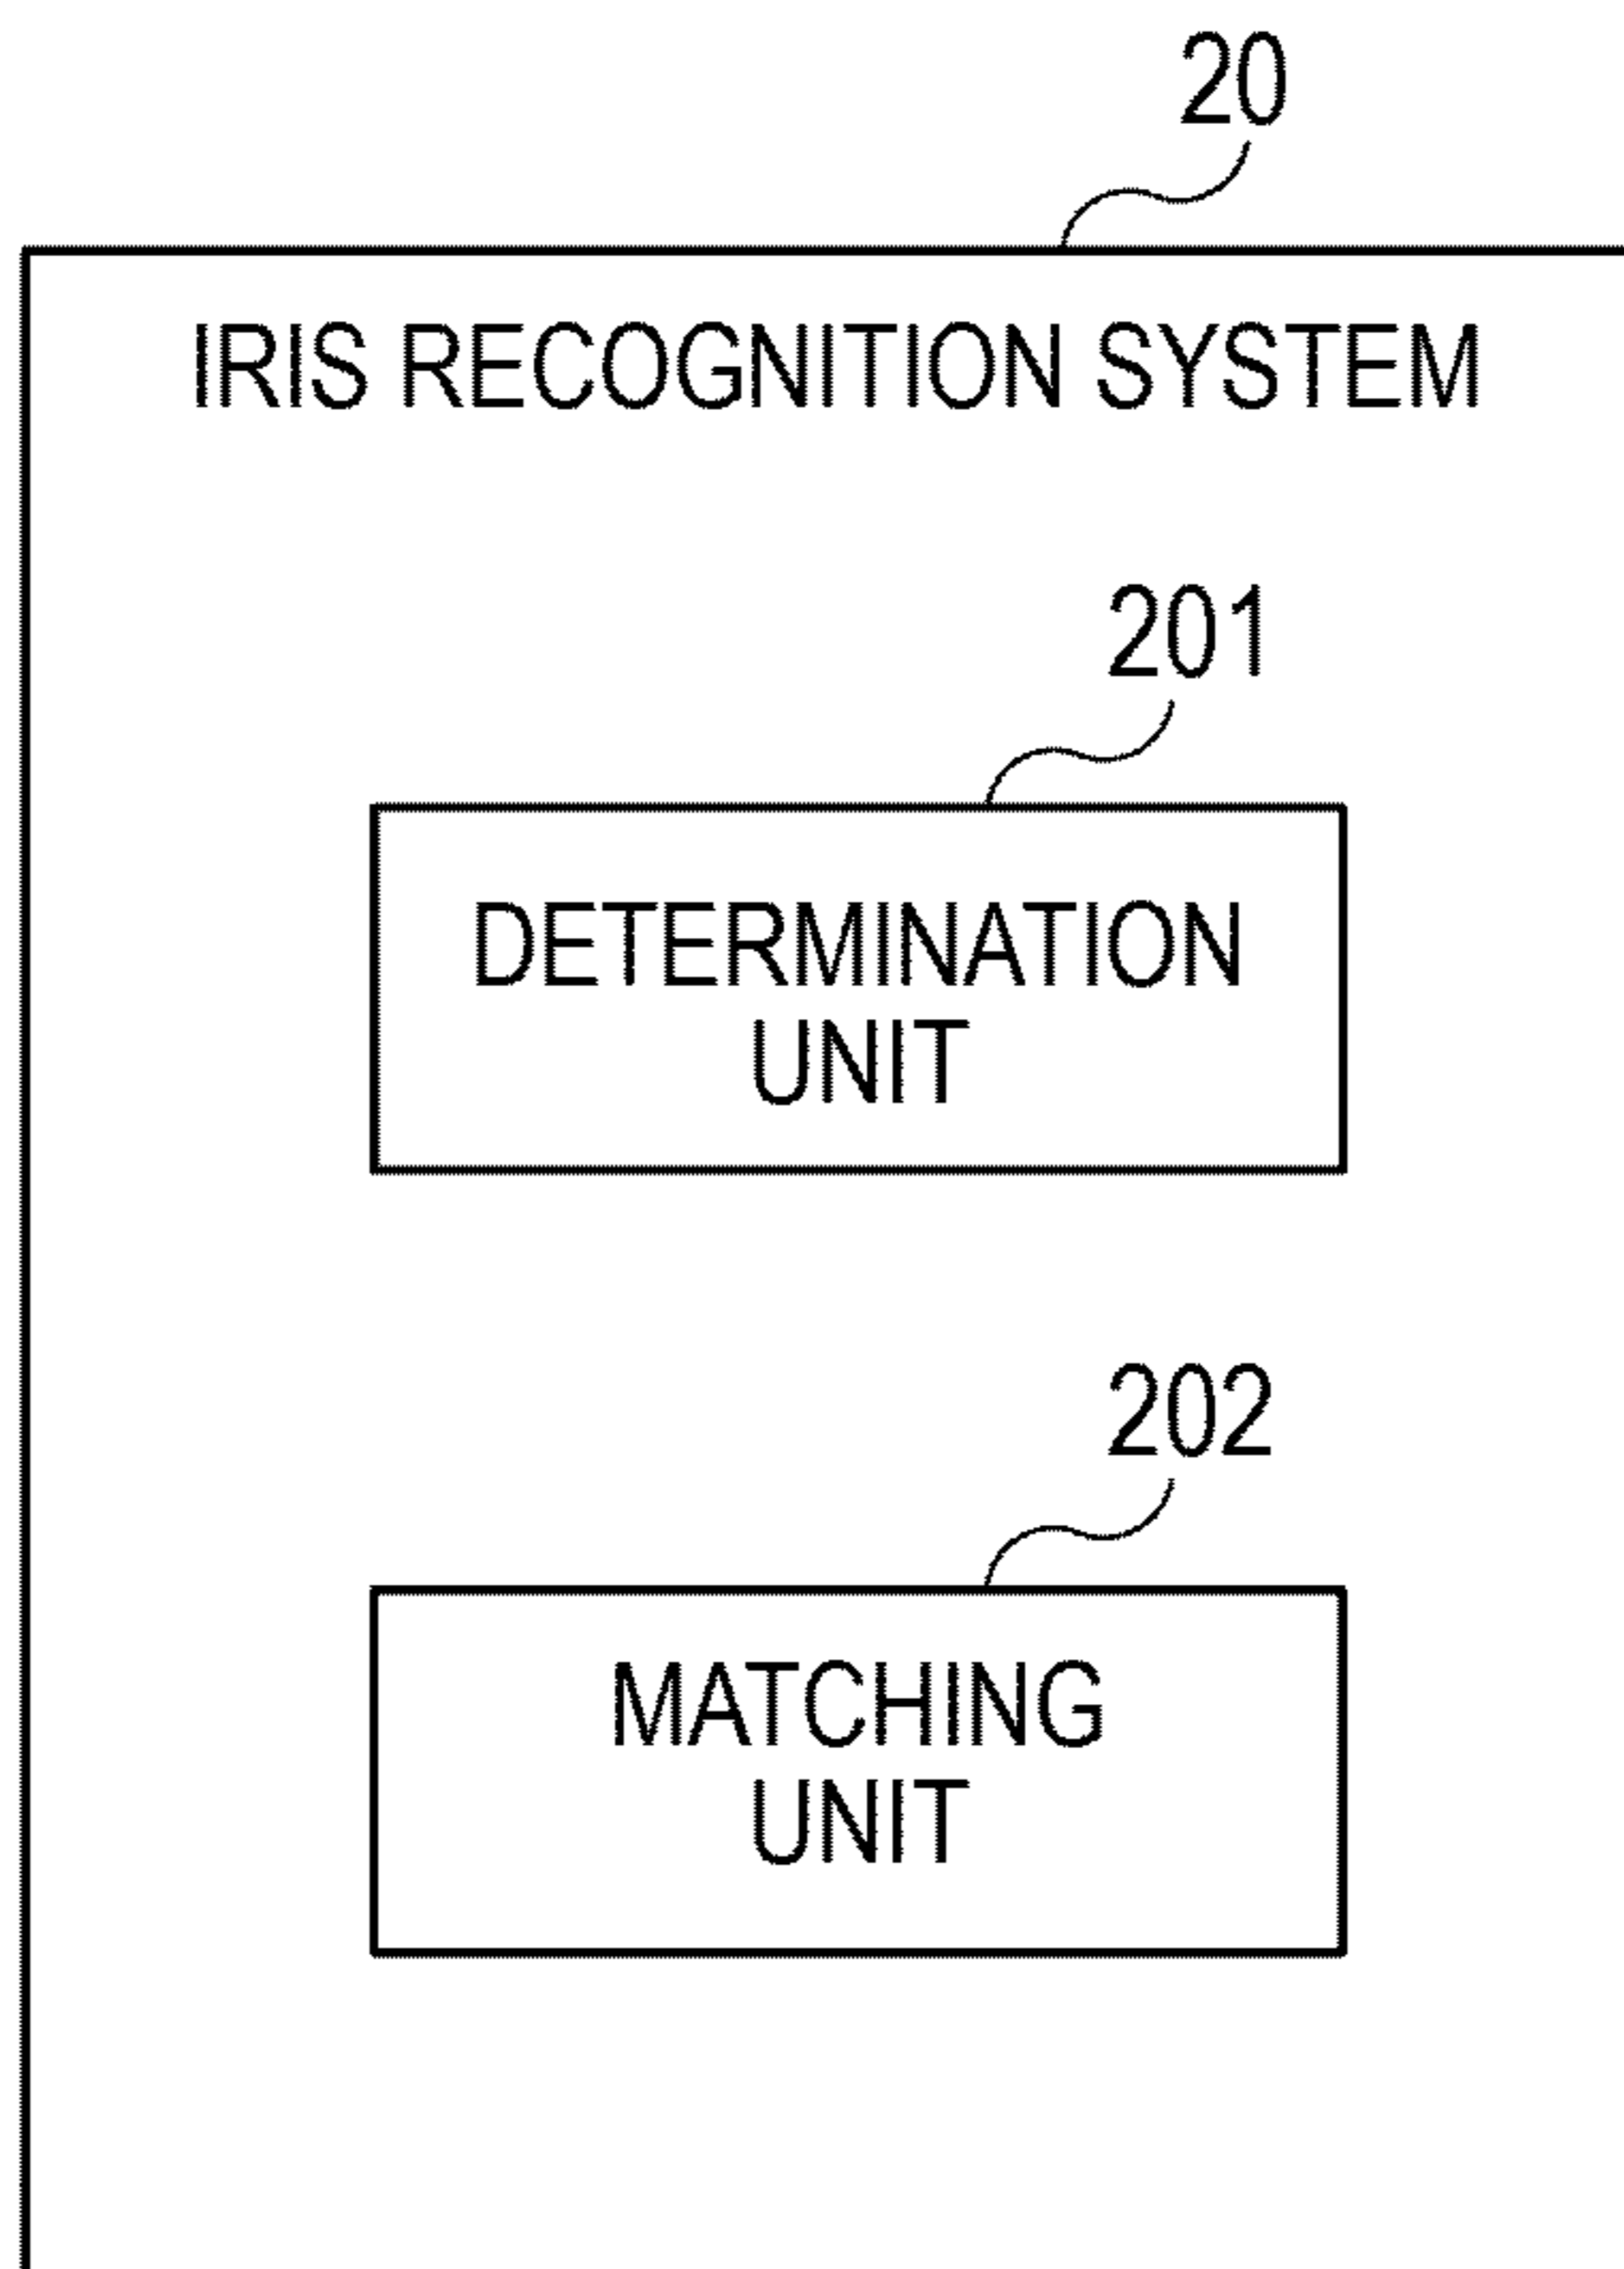 20
IRIS RECOGNITION SYSTEM
201
DETERMINATION
UNIT
202
MATCHING
UNIT